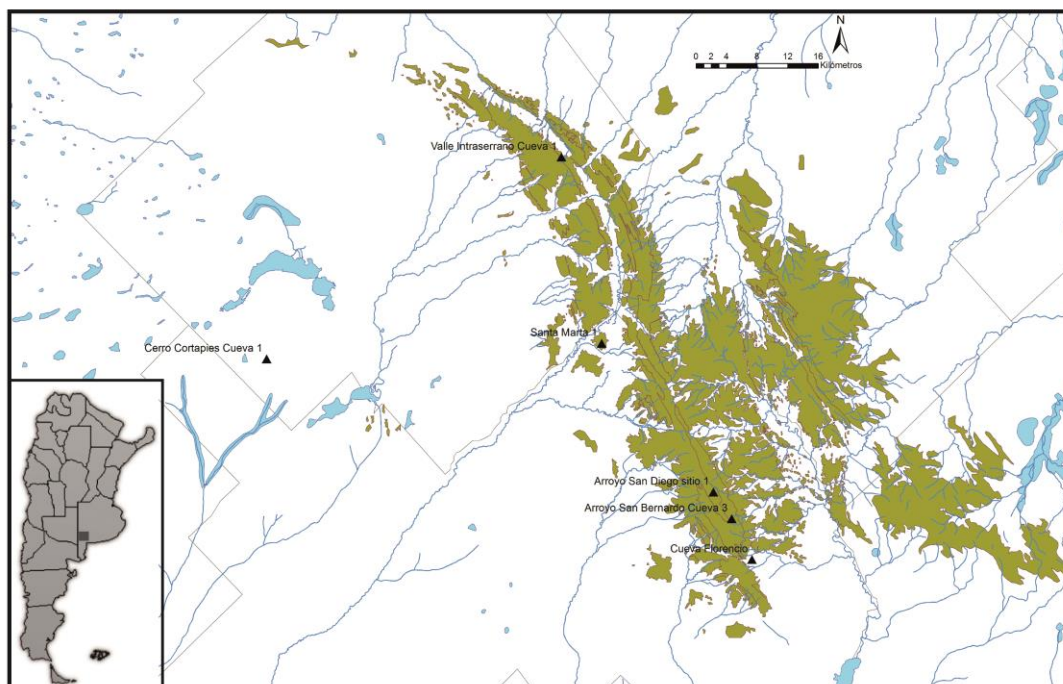 N
0 2 4 8 12 16
Kilómetros
Valle Intraserrano Cueva 1
Santa Marta 1
Cerro Cortapies Cueva 1
Arroyo San Diego sitio 1
Arroyo San Bernardo Cueva 3
Cueva Florencio